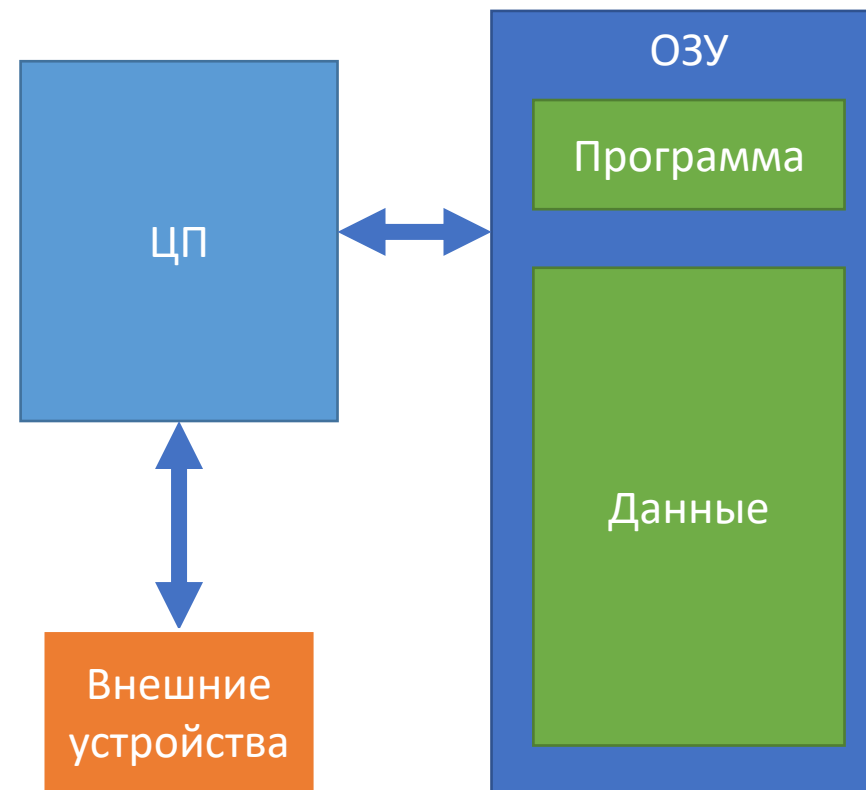 ОЗУ
Программа
ЦП
Данные
Внешние
устройства